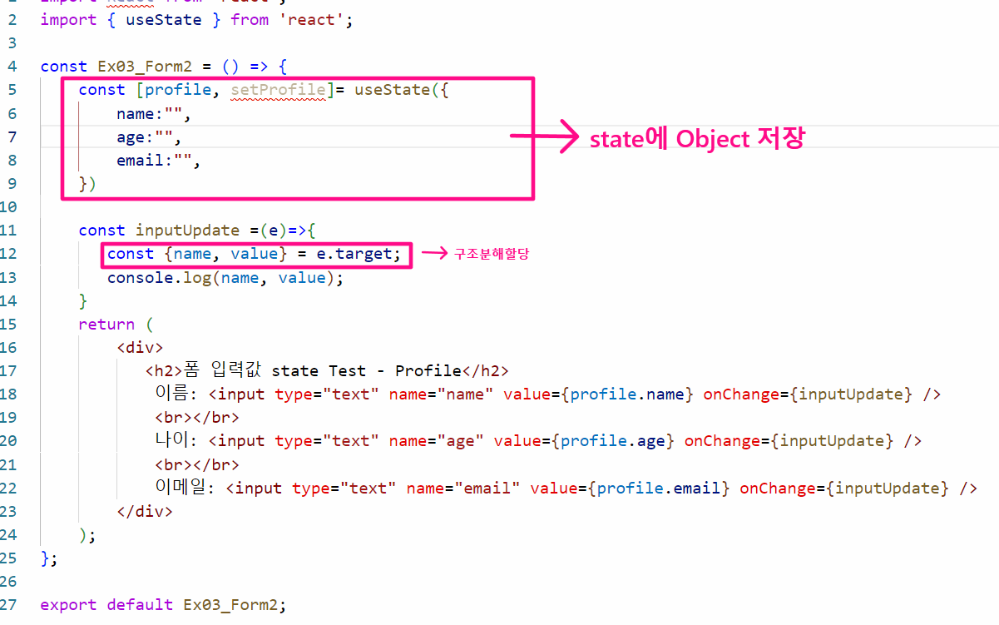 2 import { useState } from 'react';
3
4 const Ex03_Form2 = () => {
5 const [profile, setProfile]= useState({
6 name:"",
7 age:"",
8 email:"",
9 })
state에 Object 저장
10
11 const inputUpdate =(e)=>{
12 const {name, value} = e.target;
구조분해할당
13 console.log(name, value);
14 }
15 return (
16 <div>
17 <h2>폼 입력값 state Test - Profile</h2>
18 이름: <input type="text" name="name" value={profile.name} onChange={inputUpdate} />
19 <br></br>
20 나이: <input type="text" name="age" value={profile.age} onChange={inputUpdate} />
21 <br></br>
22 이메일: <input type="text" name="email" value={profile.email} onChange={inputUpdate} />
23 </div>
24 );
25 };
26
27 export default Ex03_Form2;